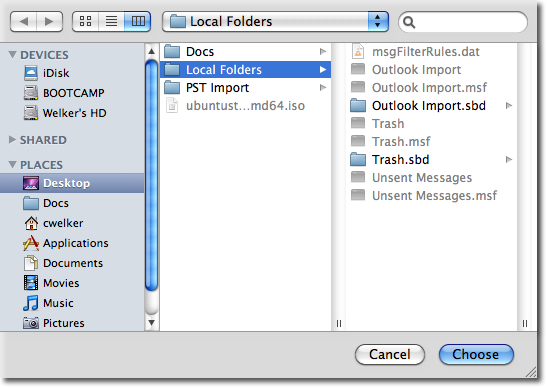 Local Folders
DEVICES
iDisk
BOOTCAMP
Welker's HD
SHARED
PLACES
Desktop
Docs
cwelker
Applications
Documents
Movies
Music
Pictures
Docs
Local Folders
PST Import
ubuntust...md64.iso
msgFilterRules.dat
Outlook Import
Outlook Import.msf
Outlook Import.sbd
Trash
Trash.msf
Trash.sbd
Unsent Messages
Unsent Messages.msf
Cancel
Choose